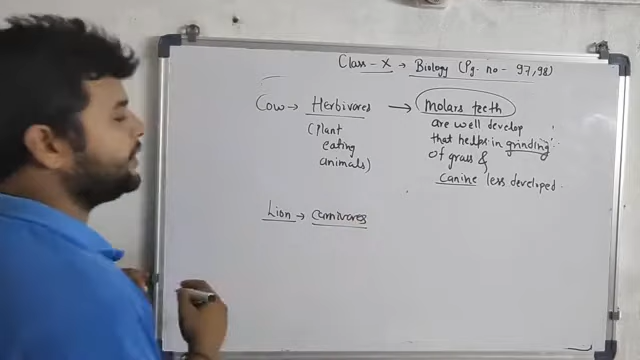 Class-X → Biology (Pg-no- 97,98)
Cow → Herbivores → Molars teeth
(Plant
eating
animals)
are well develop
that helps in grinding
of grass &
canine less developed.
Lion → carnivores